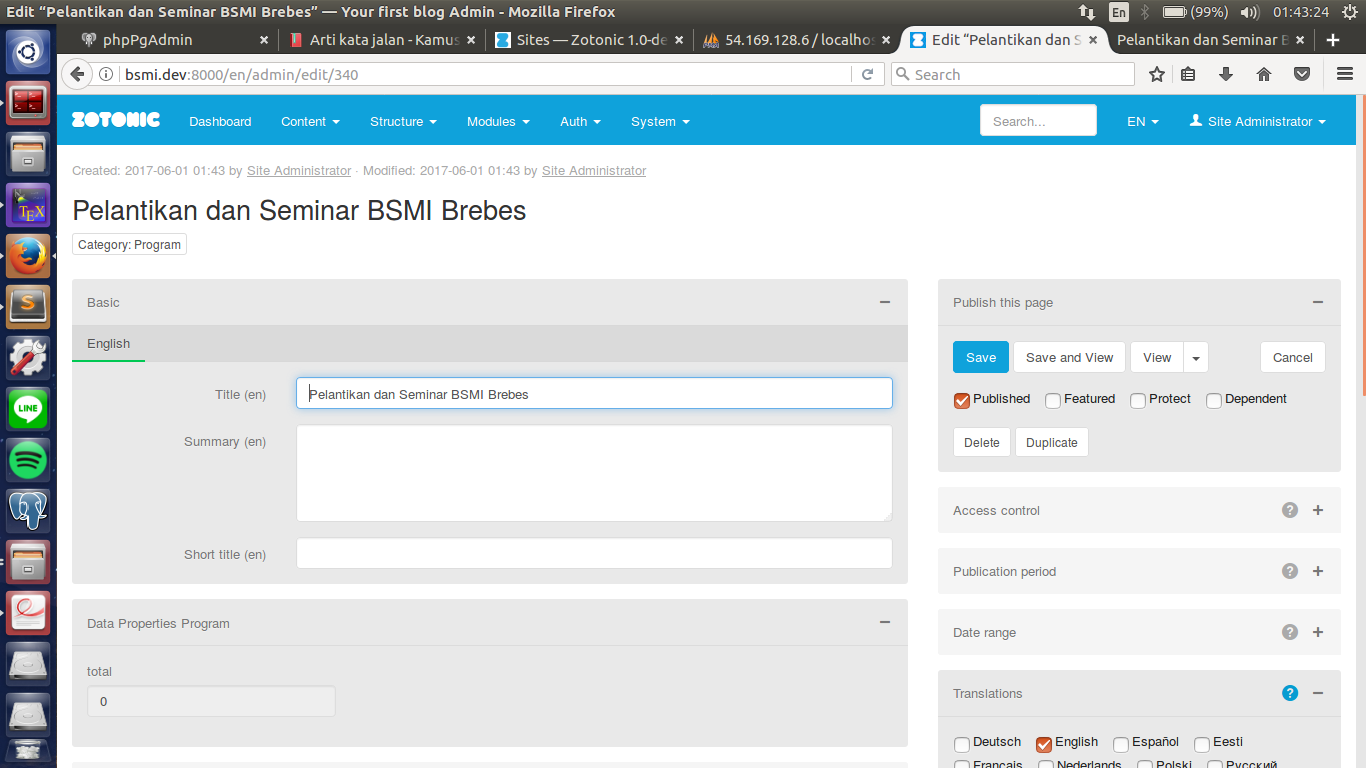 Edit “Pelantikan dan Seminar BSMI Brebes” — Your first blog Admin - Mozilla Firefox
En
(99%)
01:43:24
phpPgAdmin
Arti kata jalan - Kamus
Sites — Zotonic 1.0-de
54.169.128.6 / localhos
Edit “Pelantikan dan S
Pelantikan dan Seminar B
bsmi.dev:8000/en/admin/edit/340
Search
ZOTONIC
Dashboard
Content
Structure
Modules
Auth
System
Search...
EN
Site Administrator
Created: 2017-06-01 01:43 by Site Administrator · Modified: 2017-06-01 01:43 by Site Administrator
Pelantikan dan Seminar BSMI Brebes
Category: Program
Basic
English
Title (en)
Pelantikan dan Seminar BSMI Brebes
Summary (en)
Short title (en)
Data Properties Program
total
0
Publish this page
Save
Save and View
View
Cancel
Published
Featured
Protect
Dependent
Delete
Duplicate
Access control
?
Publication period
?
Date range
?
Translations
?
Deutsch
English
Español
Eesti
Français
Nederlands
Polski
Русский
TEX
LINE